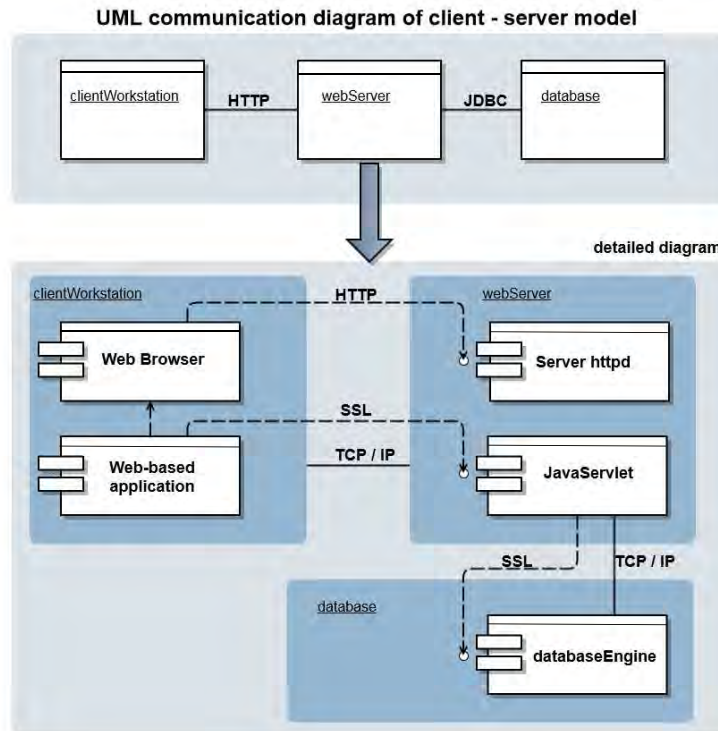 UML communication diagram of client - server model
clientWorkstation
HTTP
webServer
JDBC
database
detailed diagram
clientWorkstation
HTTP
webServer
Web Browser
Server httpd
SSL
Web-based
application
TCP / IP
JavaServlet
SSL
TCP / IP
database
databaseEngine